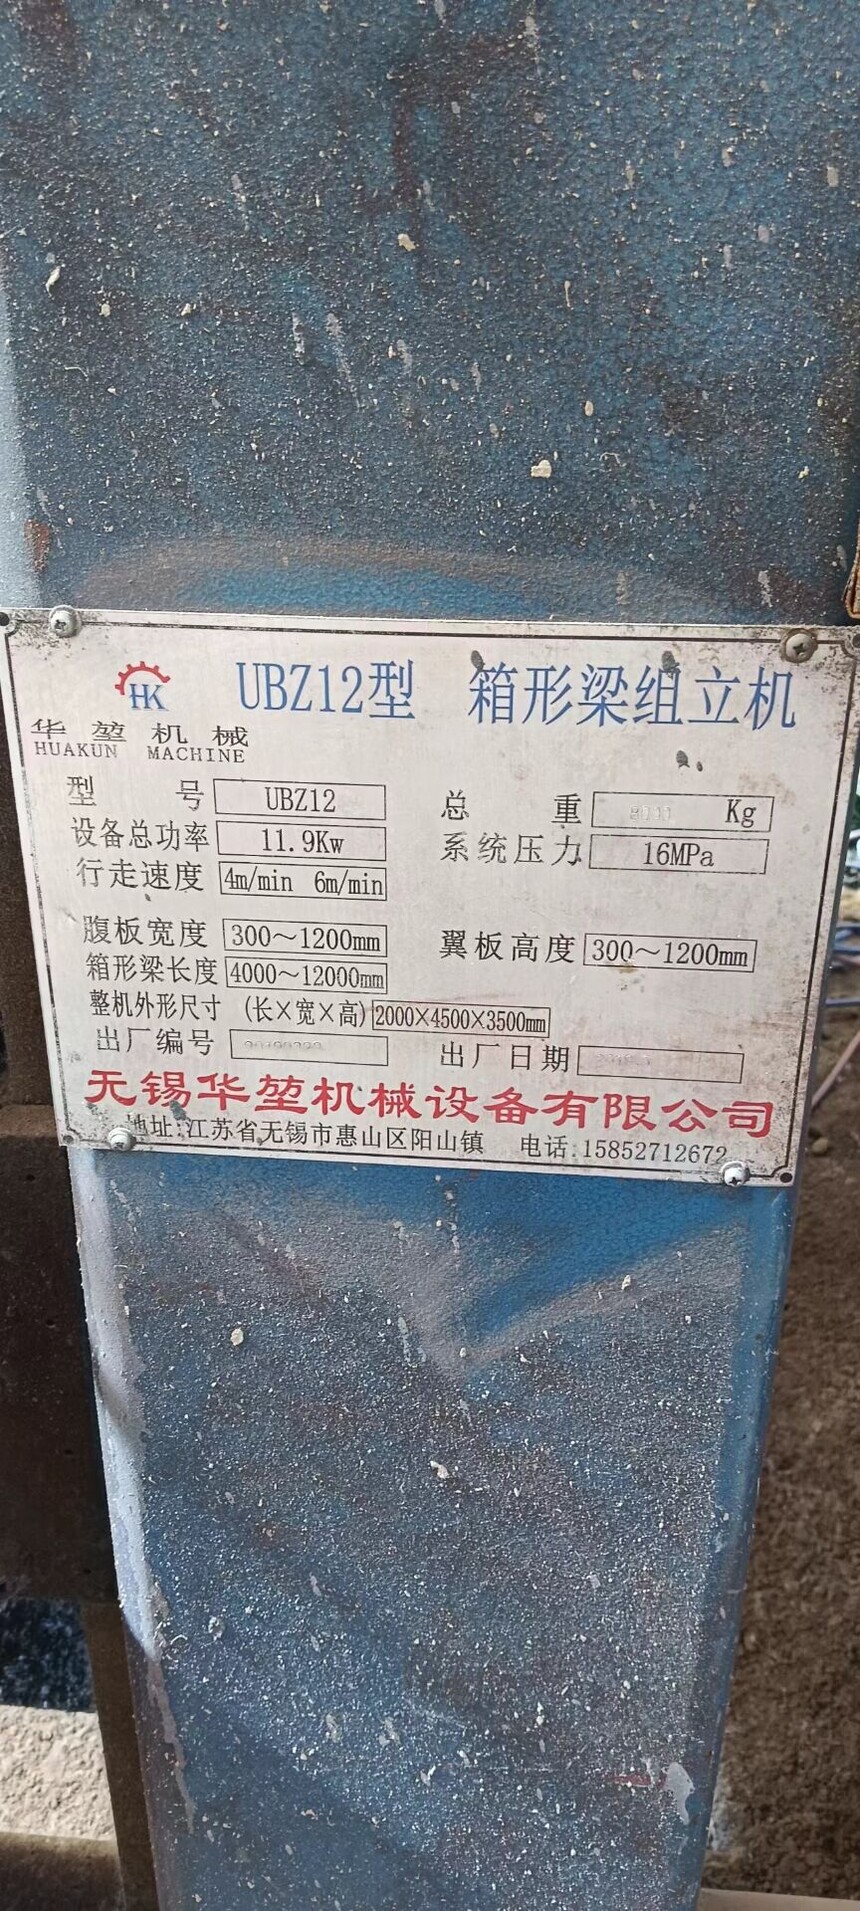 HK
UBZ12型 箱形梁组立机
华堃机械
HUAKUN MACHINE
型号 UBZ12 总重 Kg
设备总功率 11.9Kw 系统压力 16MPa
行走速度 4m/min 6m/min
腹板宽度 300～1200mm 翼板高度 300～1200mm
箱形梁长度 4000～12000mm
整机外形尺寸 (长×宽×高) 2000×4500×3500mm
出厂编号 出厂日期
无锡华堃机械设备有限公司
地址:江苏省无锡市惠山区阳山镇 电话:15852712672